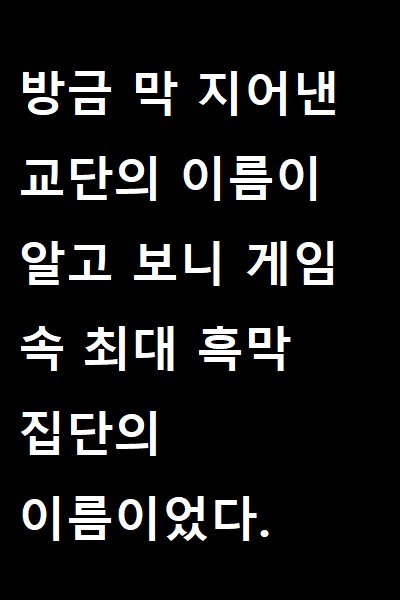 방금 막 지어낸
교단의 이름이
알고 보니 게임
속 최대 흑막
집단의
이름이었다.